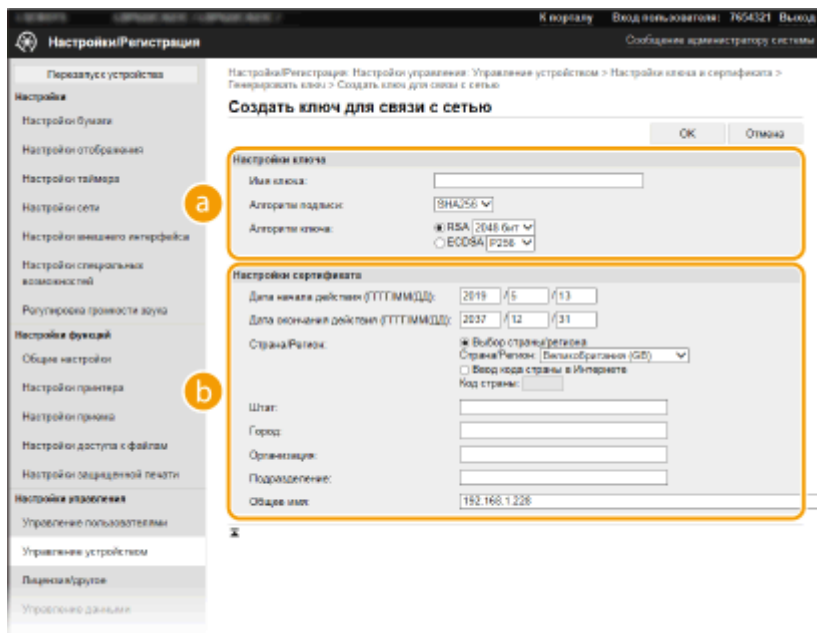 К порталу Вход пользователя: 7654321 Выход
Настройки/Регистрация
Сообщение администратору системы
Перезапуск устройства
Настройки
Настройки бумаги
Настройки отображения
Настройки таймера
Настройки сети
Настройки внешнего интерфейса
Настройки специальных
возможностей
Регулировка громкости звука
Настройки функций
Общие настройки
Настройки принтера
Настройки приема
Настройки доступа к файлам
Настройки защищенной печати
Настройки управления
Управление пользователями
Управление устройством
Лицензия/другое
Управление данными
Настройки/Регистрация: Настройки управления: Управление устройством > Настройки ключа и сертификата >
Генерировать ключ > Создать ключ для связи с сетью
Создать ключ для связи с сетью
OK Отмена
a
Настройки ключа
Имя ключа:
Алгоритм подписи: SHA256
Алгоритм ключа: RSA 2048 бит
ECDSA P256
b
Настройки сертификата
Дата начала действия (ГГГГ/ММ/ДД): 2019 / 5 / 13
Дата окончания действия (ГГГГ/ММ/ДД): 2037 / 12 / 31
Страна/Регион: Выбор страны/региона
Страна/Регион: Великобритания (GB)
Ввод кода страны в Интернете
Код страны:
Штат:
Город:
Организация:
Подразделение:
Общее имя: 192.168.1.228